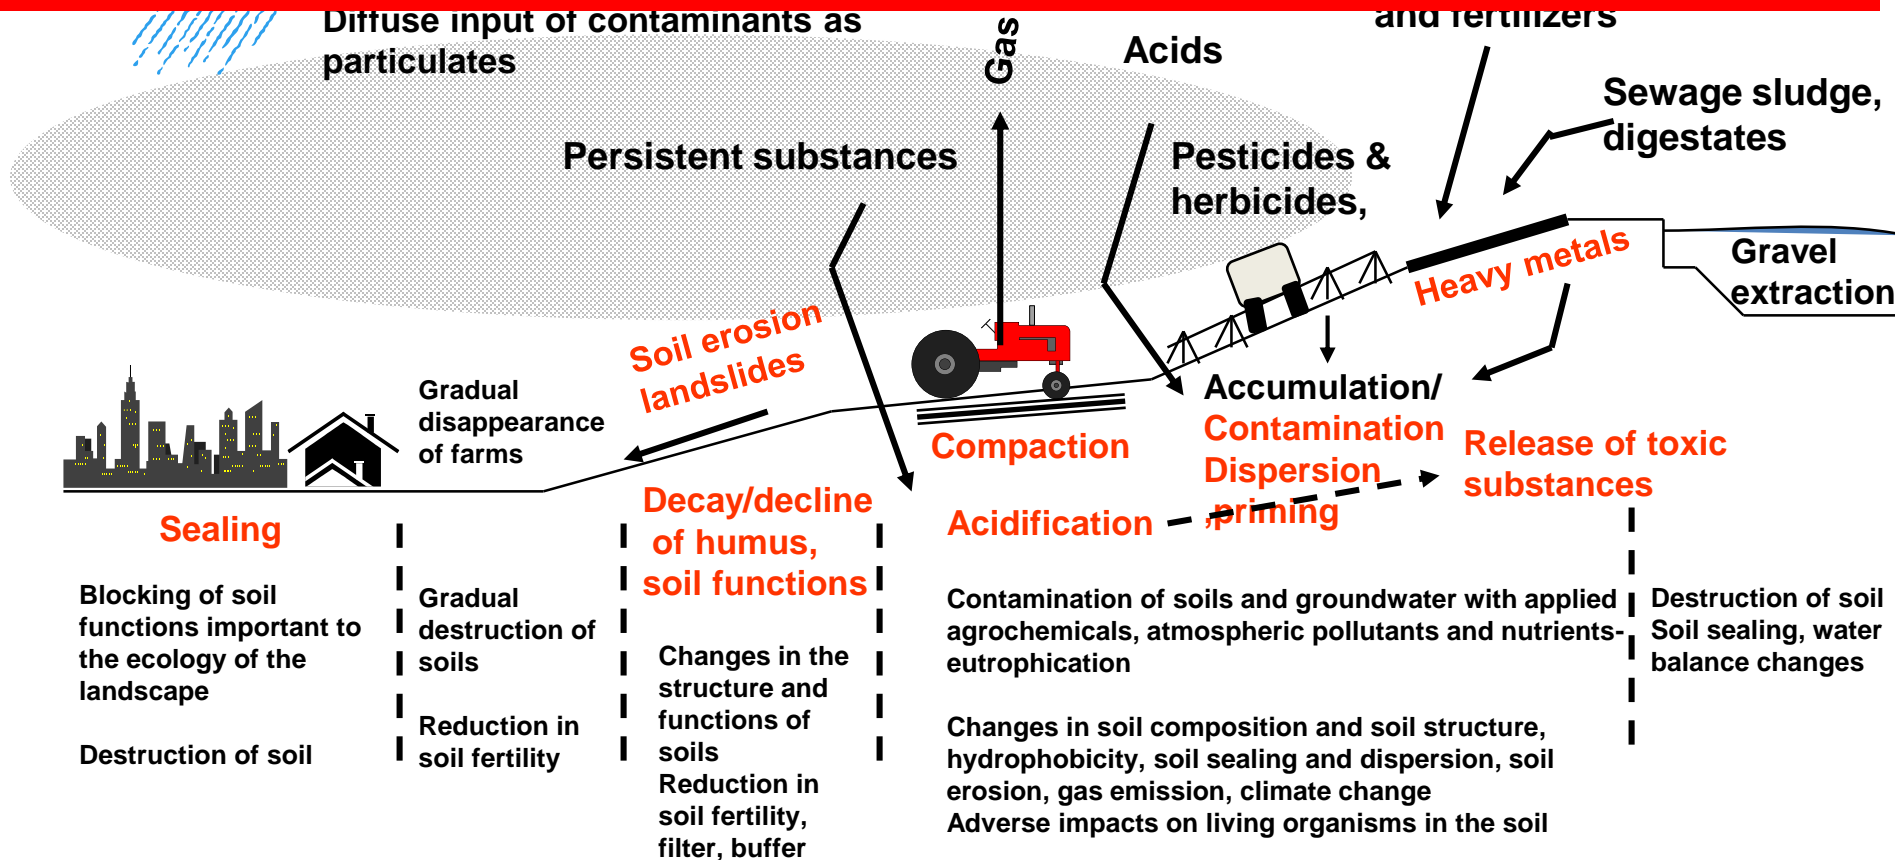 Diffuse input of contaminants as
particulates
Gas
Acids
and fertilizers
Sewage sludge,
digestates
Persistent substances
Pesticides &
herbicides,
Heavy metals
Gravel
extraction
Soil erosion
landslides
Gradual
disappearance
of farms
Compaction
Accumulation/
Contamination
Dispersion
,priming
Release of toxic
substances
Sealing
Decay/decline
of humus,
soil functions
Acidification
Blocking of soil
functions important to
the ecology of the
landscape
Destruction of soil
Gradual
destruction of
soils
Reduction in
soil fertility
Changes in the
structure and
functions of
soils
Reduction in
soil fertility,
filter, buffer
Contamination of soils and groundwater with applied
agrochemicals, atmospheric pollutants and nutrients-
eutrophication
Changes in soil composition and soil structure,
hydrophobicity, soil sealing and dispersion, soil
erosion, gas emission, climate change
Adverse impacts on living organisms in the soil
Destruction of soil
Soil sealing, water
balance changes